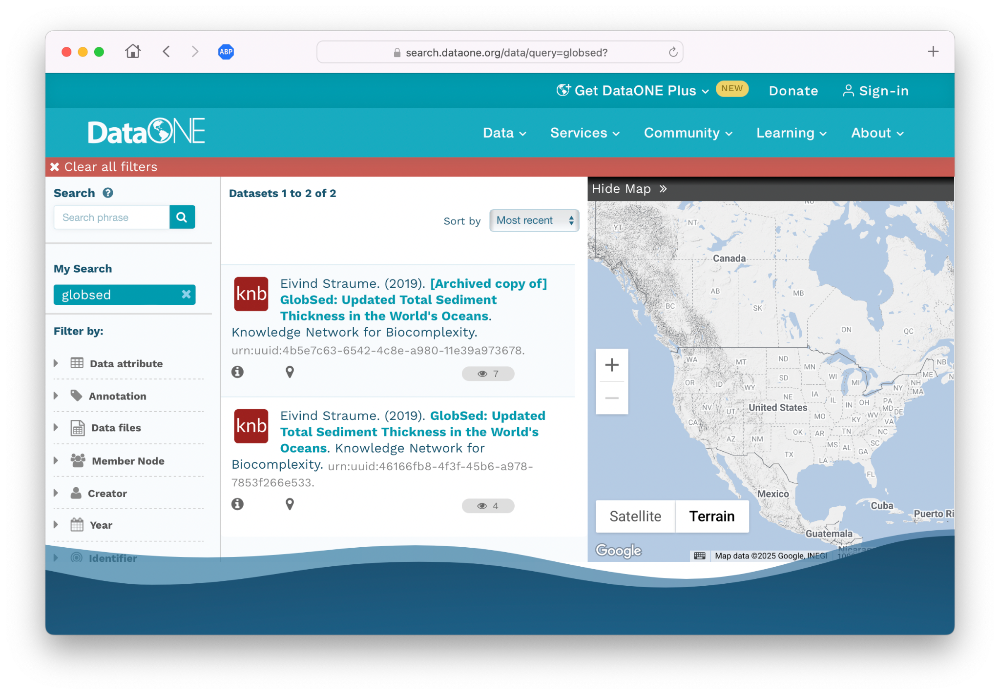 ABP
search.dataone.org/data/query=globsed?
Get DataONE Plus NEW Donate Sign-in
DataONE
Data Services Community Learning About
Clear all filters
Search
Search phrase
My Search
globsed
Filter by:
Data attribute
Annotation
Data files
Member Node
Creator
Year
Identifier
Datasets 1 to 2 of 2
Sort by Most recent
knb
Eivind Straume. (2019). [Archived copy of]
GlobSed: Updated Total Sediment
Thickness in the World's Oceans.
Knowledge Network for Biocomplexity.
urn:uuid:4b5e7c63-6542-4c8e-a980-11e39a973678.
7
knb
Eivind Straume. (2019). GlobSed: Updated
Total Sediment Thickness in the World's
Oceans. Knowledge Network for
Biocomplexity. urn:uuid:46166fb8-4f3f-45b6-a978-
7853f266e533.
4
Hide Map
NU
YT
NT
Canada
AB
MB
BC
SK
ON
QC
WA
MT
ND
MN
NB
OR
ID
SD
WI
MI
ME
WY
NY
NH
MA
NE
IA
IL
IN
OH
PA
NV
UT
United States
MD
DE
MO
KY
WV
VA
CA
OK
AR
TN
NC
AZ
NM
MS
AL
SC
GA
TX
LA
FL
Mexico
Cuba
Puerto Ri
Guatemala
Nicarag
+
−
Satellite Terrain
Google
Map data ©2025 Google, INEGI